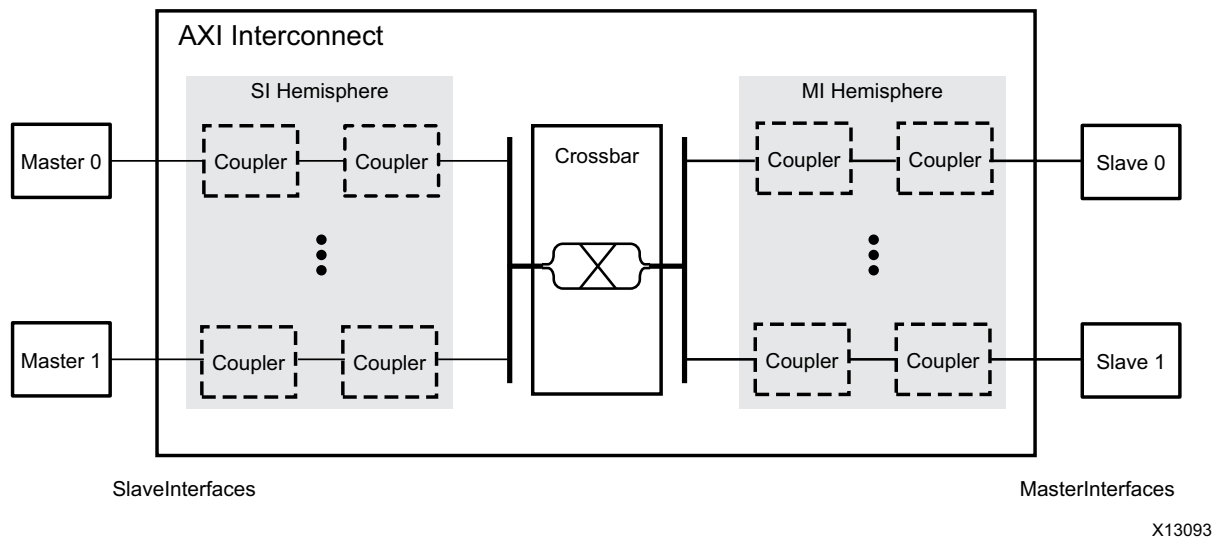 AXI Interconnect
SI Hemisphere
MI Hemisphere
Master 0
Coupler
Coupler
Crossbar
Coupler
Coupler
Slave 0
Master 1
Coupler
Coupler
Coupler
Coupler
Slave 1
SlaveInterfaces
MasterInterfaces
X13093